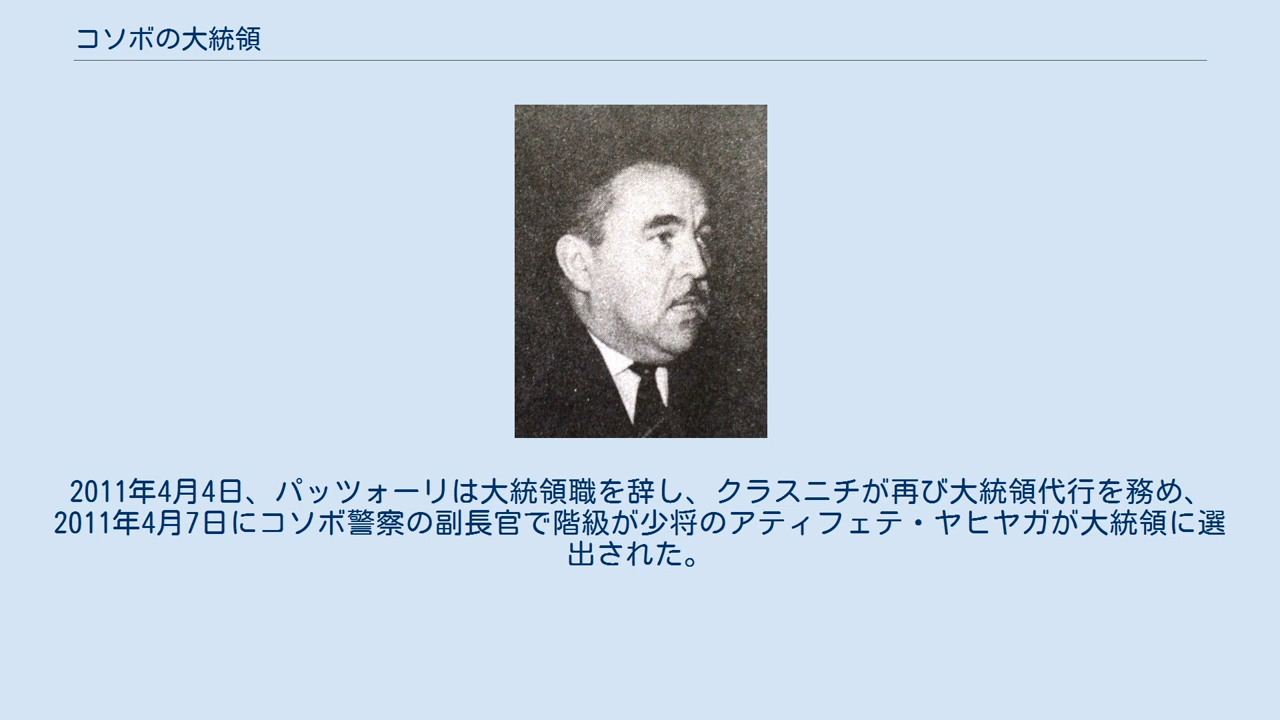 コソボの大統領
2011年4月4日、パッツォーリは大統領職を辞し、クラスニチが再び大統領代行を務め、
2011年4月7日にコソボ警察の副長官で階級が少将のアティフェテ・ヤヒヤガが大統領に選
出された。